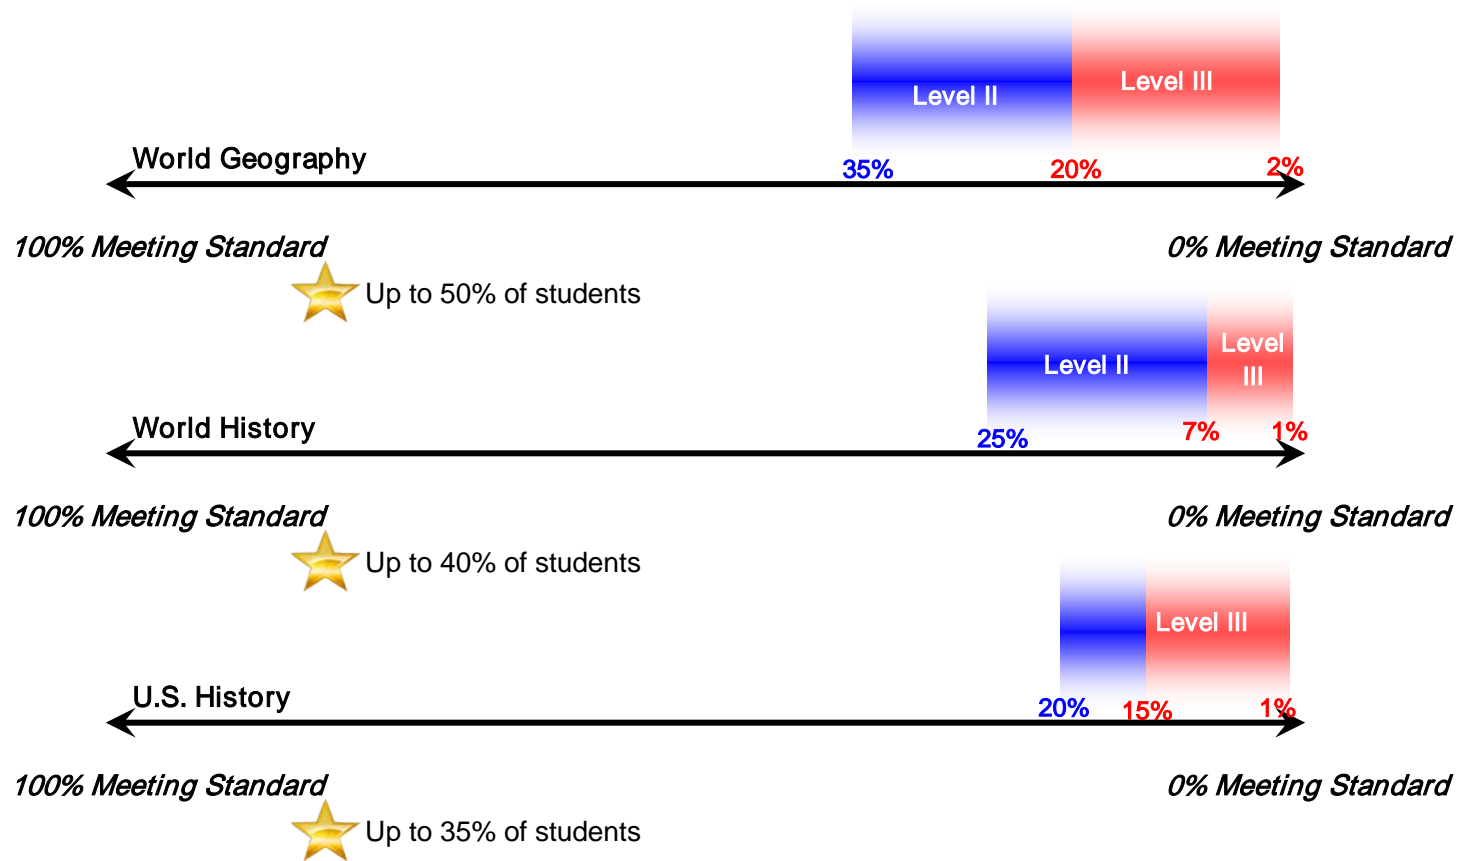 Level II
Level III
World Geography
35%
20%
2%
100% Meeting Standard
0% Meeting Standard
Up to 50% of students
Level II
Level
III
World History
25%
7%
1%
100% Meeting Standard
0% Meeting Standard
Up to 40% of students
Level III
U.S. History
20%
15%
1%
100% Meeting Standard
0% Meeting Standard
Up to 35% of students